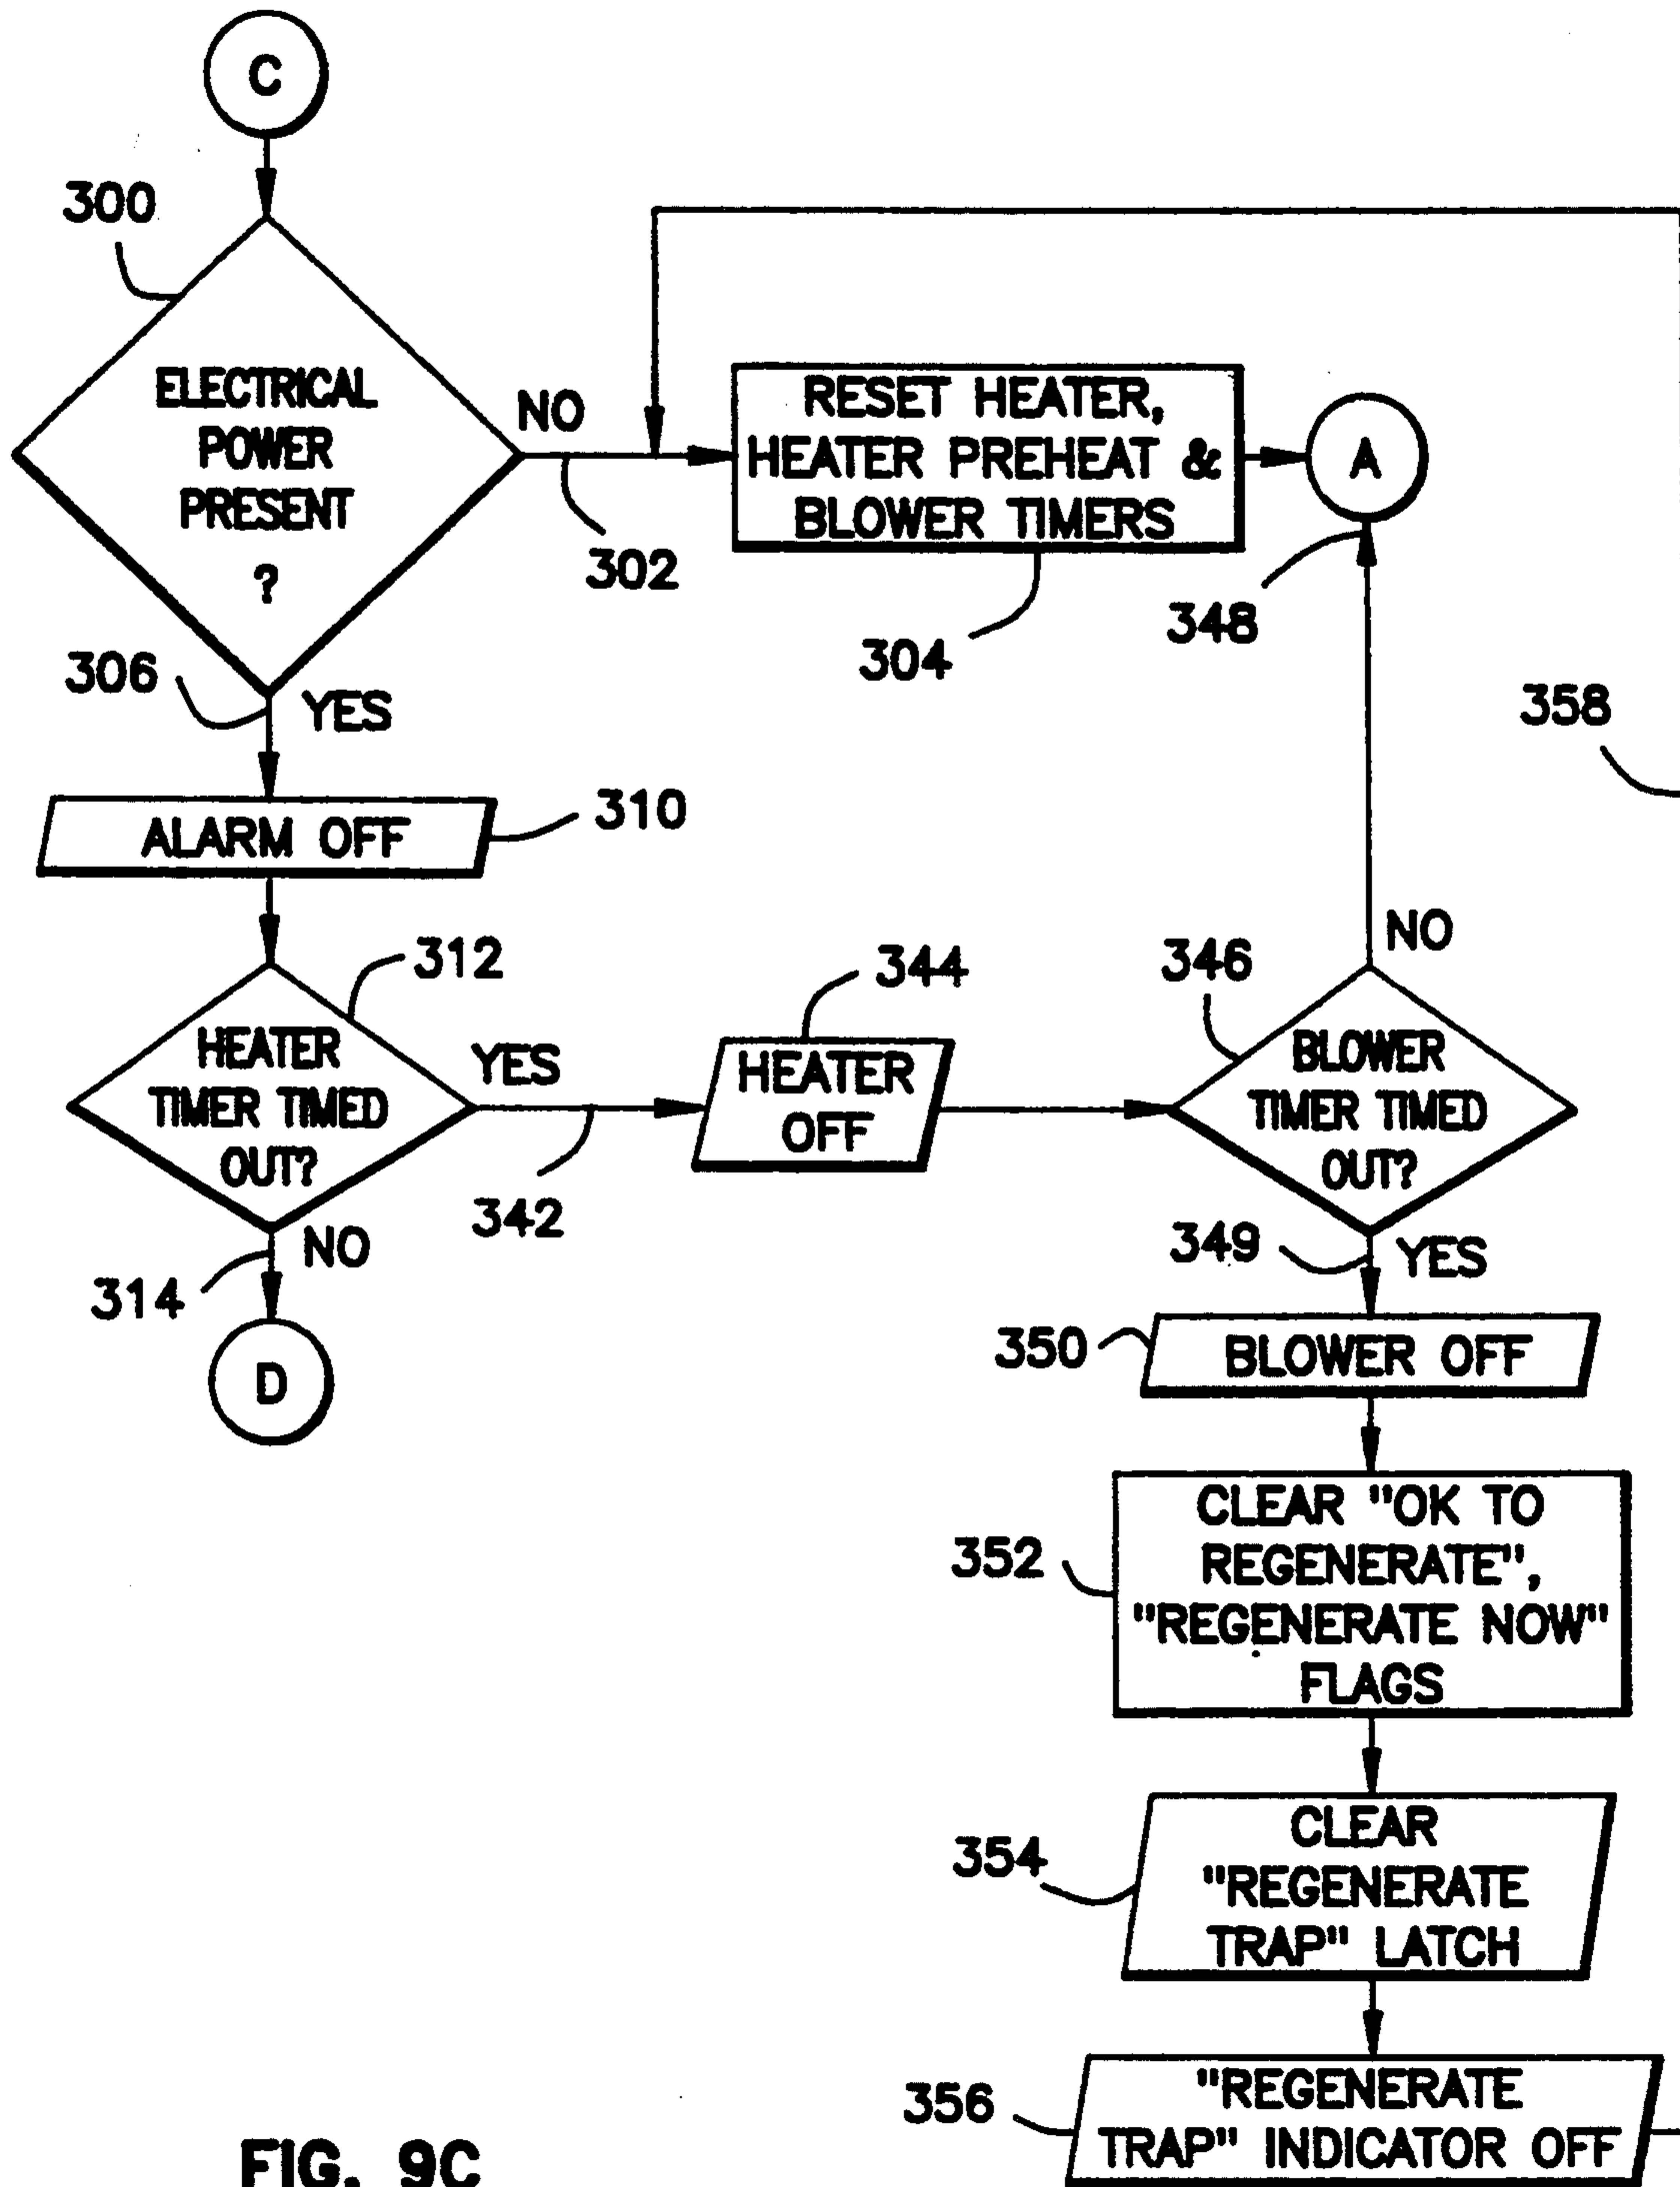 C
300
ELECTRICAL
POWER
PRESENT
?
NO
302
RESET HEATER,
HEATER PREHEAT &
BLOWER TIMERS
304
A
348
358
306
YES
ALARM OFF
310
312
HEATER
TIMER TIMED
OUT?
YES
342
344
HEATER
OFF
346
BLOWER
TIMER TIMED
OUT?
NO
NO
314
D
349
YES
350
BLOWER OFF
352
CLEAR "OK TO
REGENERATE",
"REGENERATE NOW"
FLAGS
354
CLEAR
"REGENERATE
TRAP" LATCH
356
"REGENERATE
TRAP" INDICATOR OFF
FIG. 9C